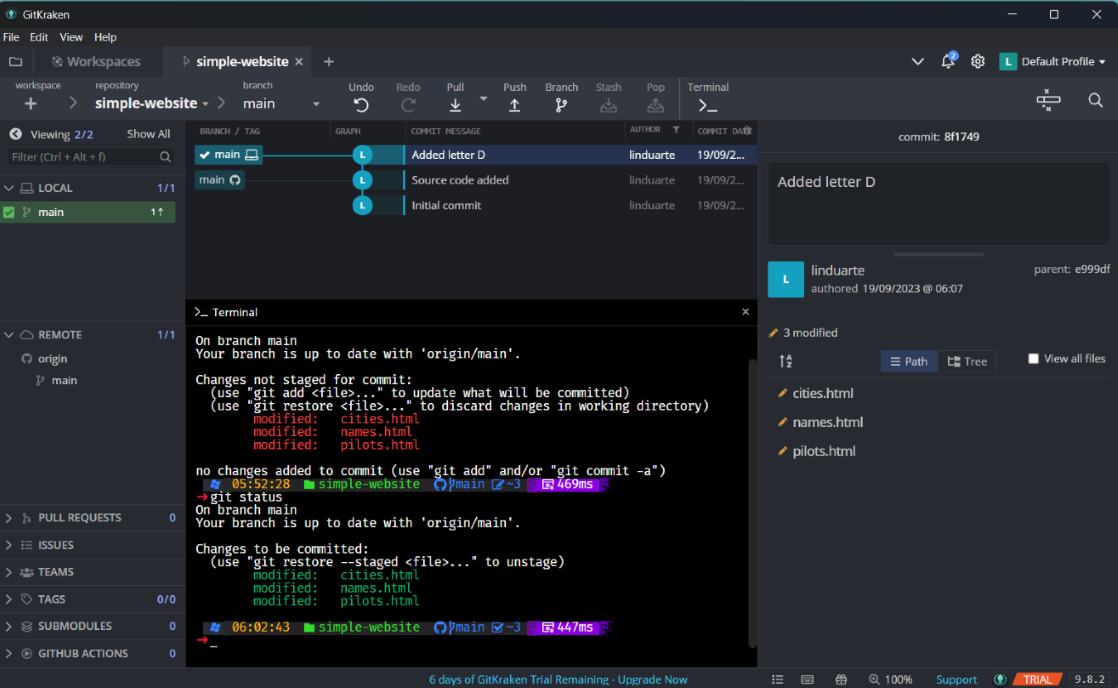 GitKraken
File Edit View Help
Workspaces
simple-website
L Default Profile
2
workspace
repository
simple-website
branch
main
Undo
Redo
Pull
Push
Branch
Stash
Pop
Terminal
Viewing 2/2 Show All
Filter (Ctrl + Alt + f)
LOCAL 1/1
main 1↑
REMOTE 1/1
origin
main
PULL REQUESTS 0
ISSUES
TEAMS
TAGS 0/0
SUBMODULES 0
GITHUB ACTIONS 0
BRANCH / TAG GRAPH COMMIT MESSAGE AUTHOR COMMIT DATE
main L Added letter D linduarte 19/09/2...
main L Source code added linduarte 19/09/2...
L Initial commit linduarte 19/09/2...
>_ Terminal
On branch main
Your branch is up to date with 'origin/main'.
Changes not staged for commit:
(use "git add <file>..." to update what will be committed)
(use "git restore <file>..." to discard changes in working directory)
modified: cities.html
modified: names.html
modified: pilots.html
no changes added to commit (use "git add" and/or "git commit -a")
05:52:28 simple-website main ~3 469ms
→git status
On branch main
Your branch is up to date with 'origin/main'.
Changes to be committed:
(use "git restore --staged <file>..." to unstage)
modified: cities.html
modified: names.html
modified: pilots.html
06:02:43 simple-website main ~3 447ms
→_
commit: 8f1749
Added letter D
L
linduarte
authored 19/09/2023 @ 06:07
parent: e999df
3 modified
Path Tree View all files
cities.html
names.html
pilots.html
6 days of GitKraken Trial Remaining - Upgrade Now
100% Support TRIAL 9.8.2